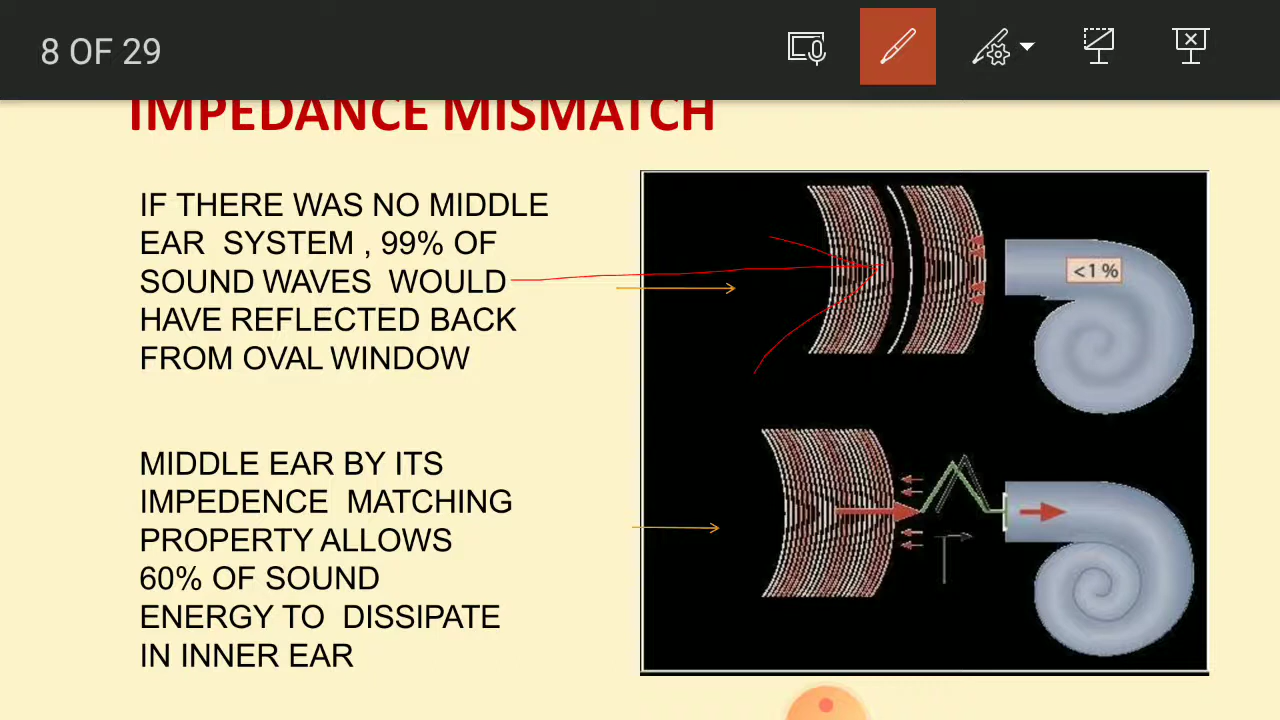 8 OF 29
IMPEDANCE MISMATCH
IF THERE WAS NO MIDDLE
EAR SYSTEM , 99% OF
SOUND WAVES WOULD
HAVE REFLECTED BACK
FROM OVAL WINDOW
<1%
MIDDLE EAR BY ITS
IMPEDENCE MATCHING
PROPERTY ALLOWS
60% OF SOUND
ENERGY TO DISSIPATE
IN INNER EAR